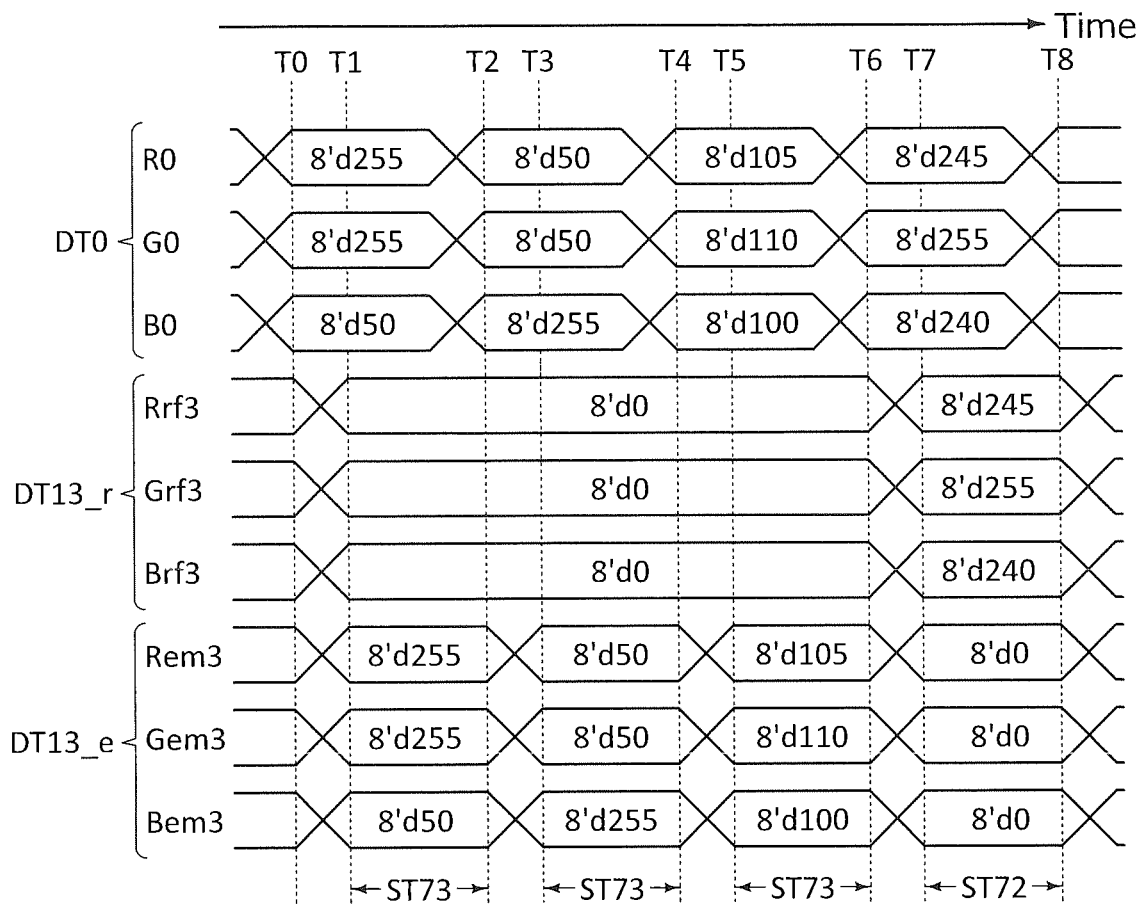 Time
T0 T1 T2 T3 T4 T5 T6 T7 T8
R0 8'd255 8'd50 8'd105 8'd245
DT0 G0 8'd255 8'd50 8'd110 8'd255
B0 8'd50 8'd255 8'd100 8'd240
Rrf3 8'd0 8'd245
DT13_r Grf3 8'd0 8'd255
Brf3 8'd0 8'd240
Rem3 8'd255 8'd50 8'd105 8'd0
DT13_e Gem3 8'd255 8'd50 8'd110 8'd0
Bem3 8'd50 8'd255 8'd100 8'd0
ST73 ST73 ST73 ST72